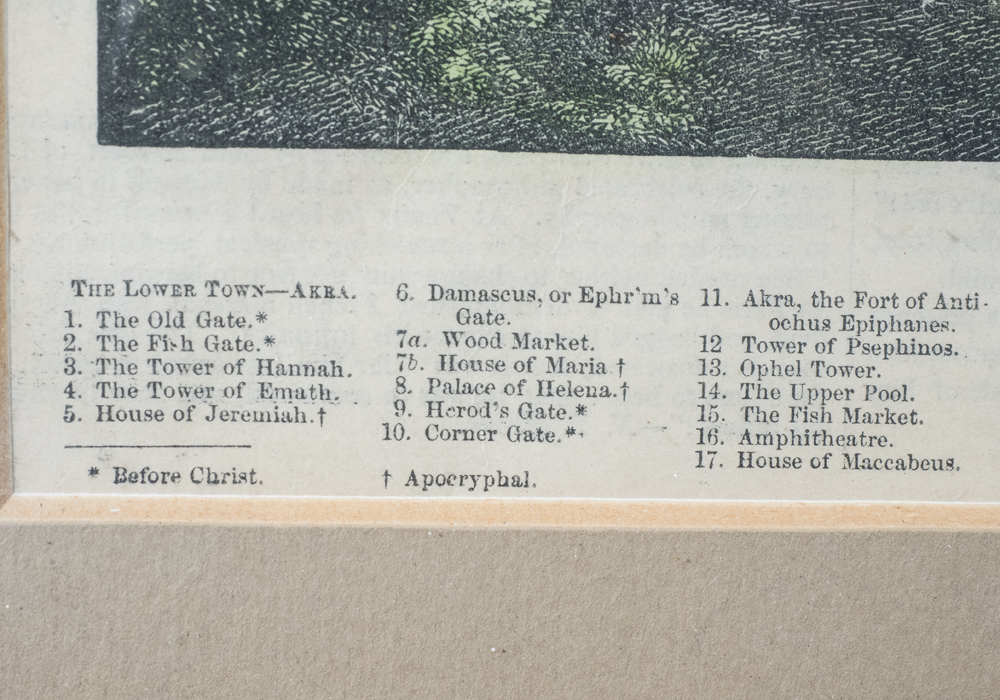 THE LOWER TOWN—AKRA.
1. The Old Gate.*
2. The Fish Gate.*
3. The Tower of Hannah.
4. The Tower of Emath.
5. House of Jeremiah.†
* Before Christ.
6. Damascus, or Ephr'm's
Gate.
7a. Wood Market.
7b. House of Maria.†
8. Palace of Helena.†
9. Herod's Gate.*
10. Corner Gate.*
† Apocryphal.
11. Akra, the Fort of Anti-
ochus Epiphanes.
12 Tower of Psephinos.
13. Ophel Tower.
14. The Upper Pool.
15. The Fish Market.
16. Amphitheatre.
17. House of Maccabeus.